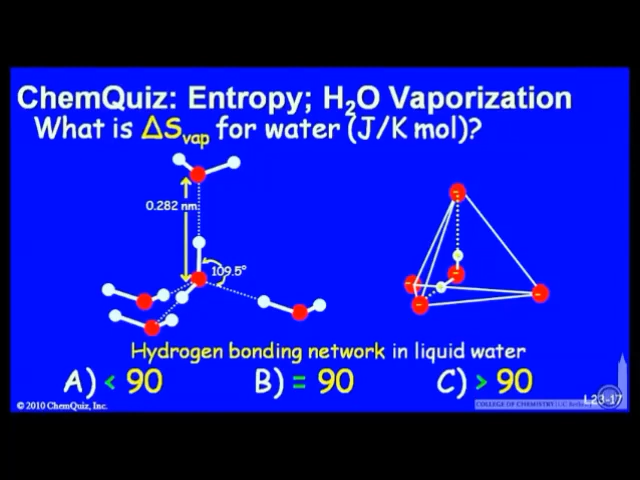 ChemQuiz: Entropy; H₂O Vaporization
What is ΔSvap for water (J/K mol)?
0.282 nm
109.5°
Hydrogen bonding network in liquid water
A) < 90 B) = 90 C) > 90
© 2010 ChemQuiz, Inc.
COLLEGE OF CHEMISTRY
L23-17